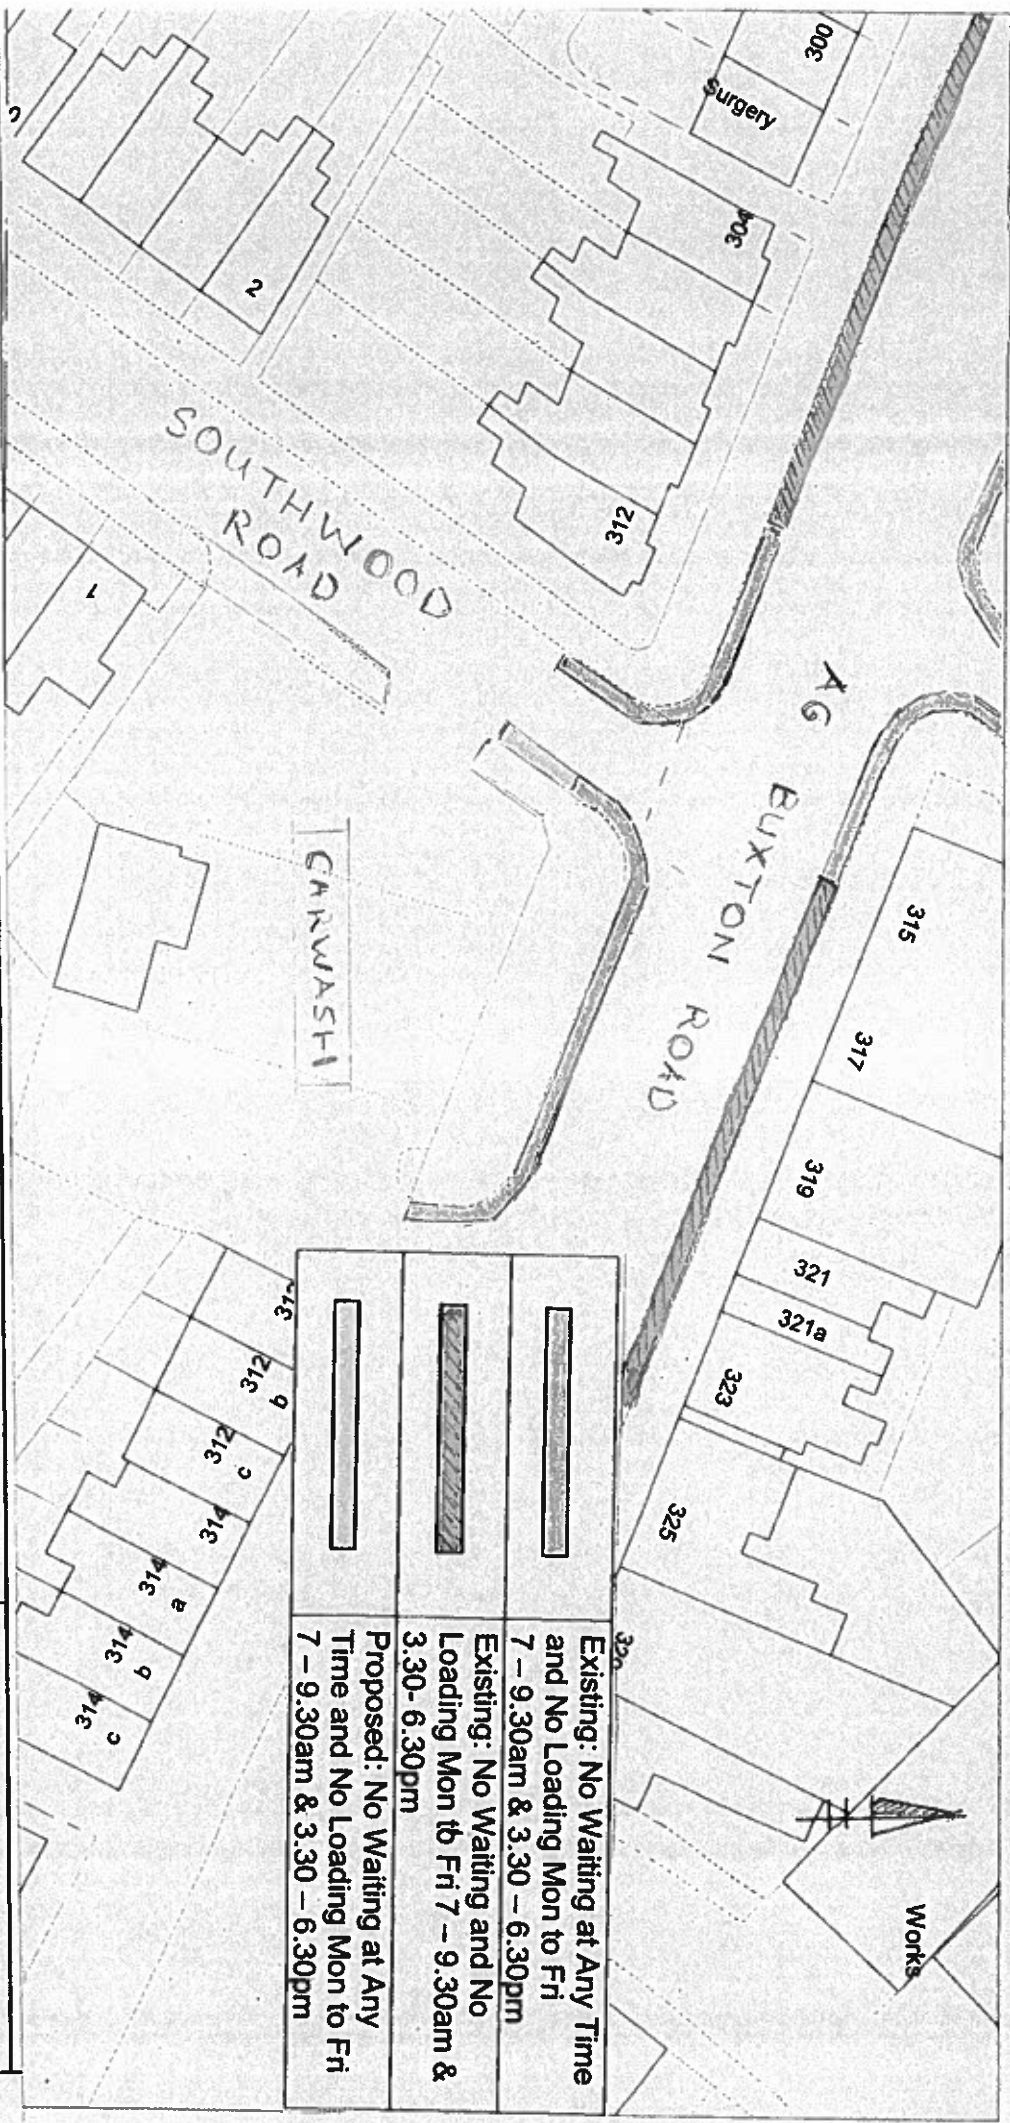 300
Surgery
304
312
2
1
SOUTHWOOD
ROAD
A6 BUXTON ROAD
CARWASH
315
317
319
321
321a
323
325
Works
N
312
b
312
c
314
314
a
314
b
314
c
Existing: No Waiting at Any Time
and No Loading Mon to Fri
7 – 9.30am & 3.30 – 6.30pm
Existing: No Waiting and No
Loading Mon to Fri 7 – 9.30am &
3.30- 6.30pm
Proposed: No Waiting at Any
Time and No Loading Mon to Fri
7 – 9.30am & 3.30 – 6.30pm